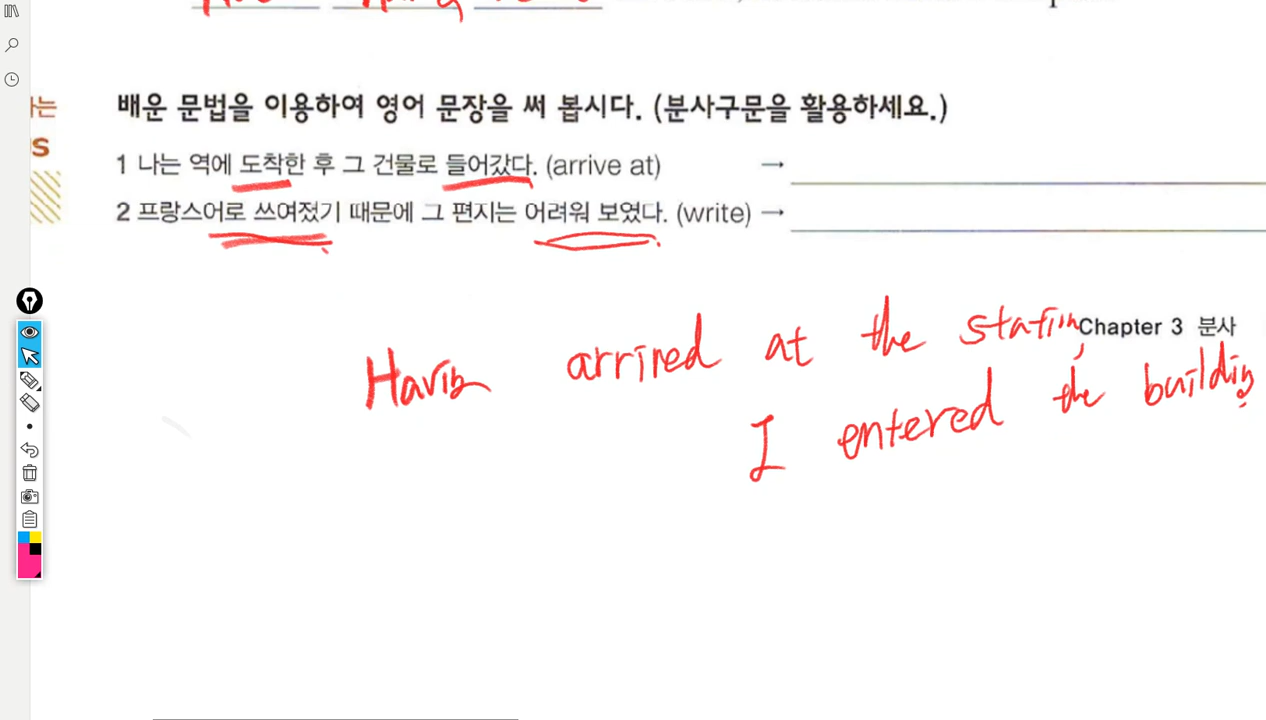 는
배운 문법을 이용하여 영어 문장을 써 봅시다. (분사구문을 활용하세요.)
S
1 나는 역에 도착한 후 그 건물로 들어갔다. (arrive at) →
2 프랑스어로 쓰여졌기 때문에 그 편지는 어려워 보였다. (write) →
Chapter 3 분사
Having arrived at the station,
I entered the building.